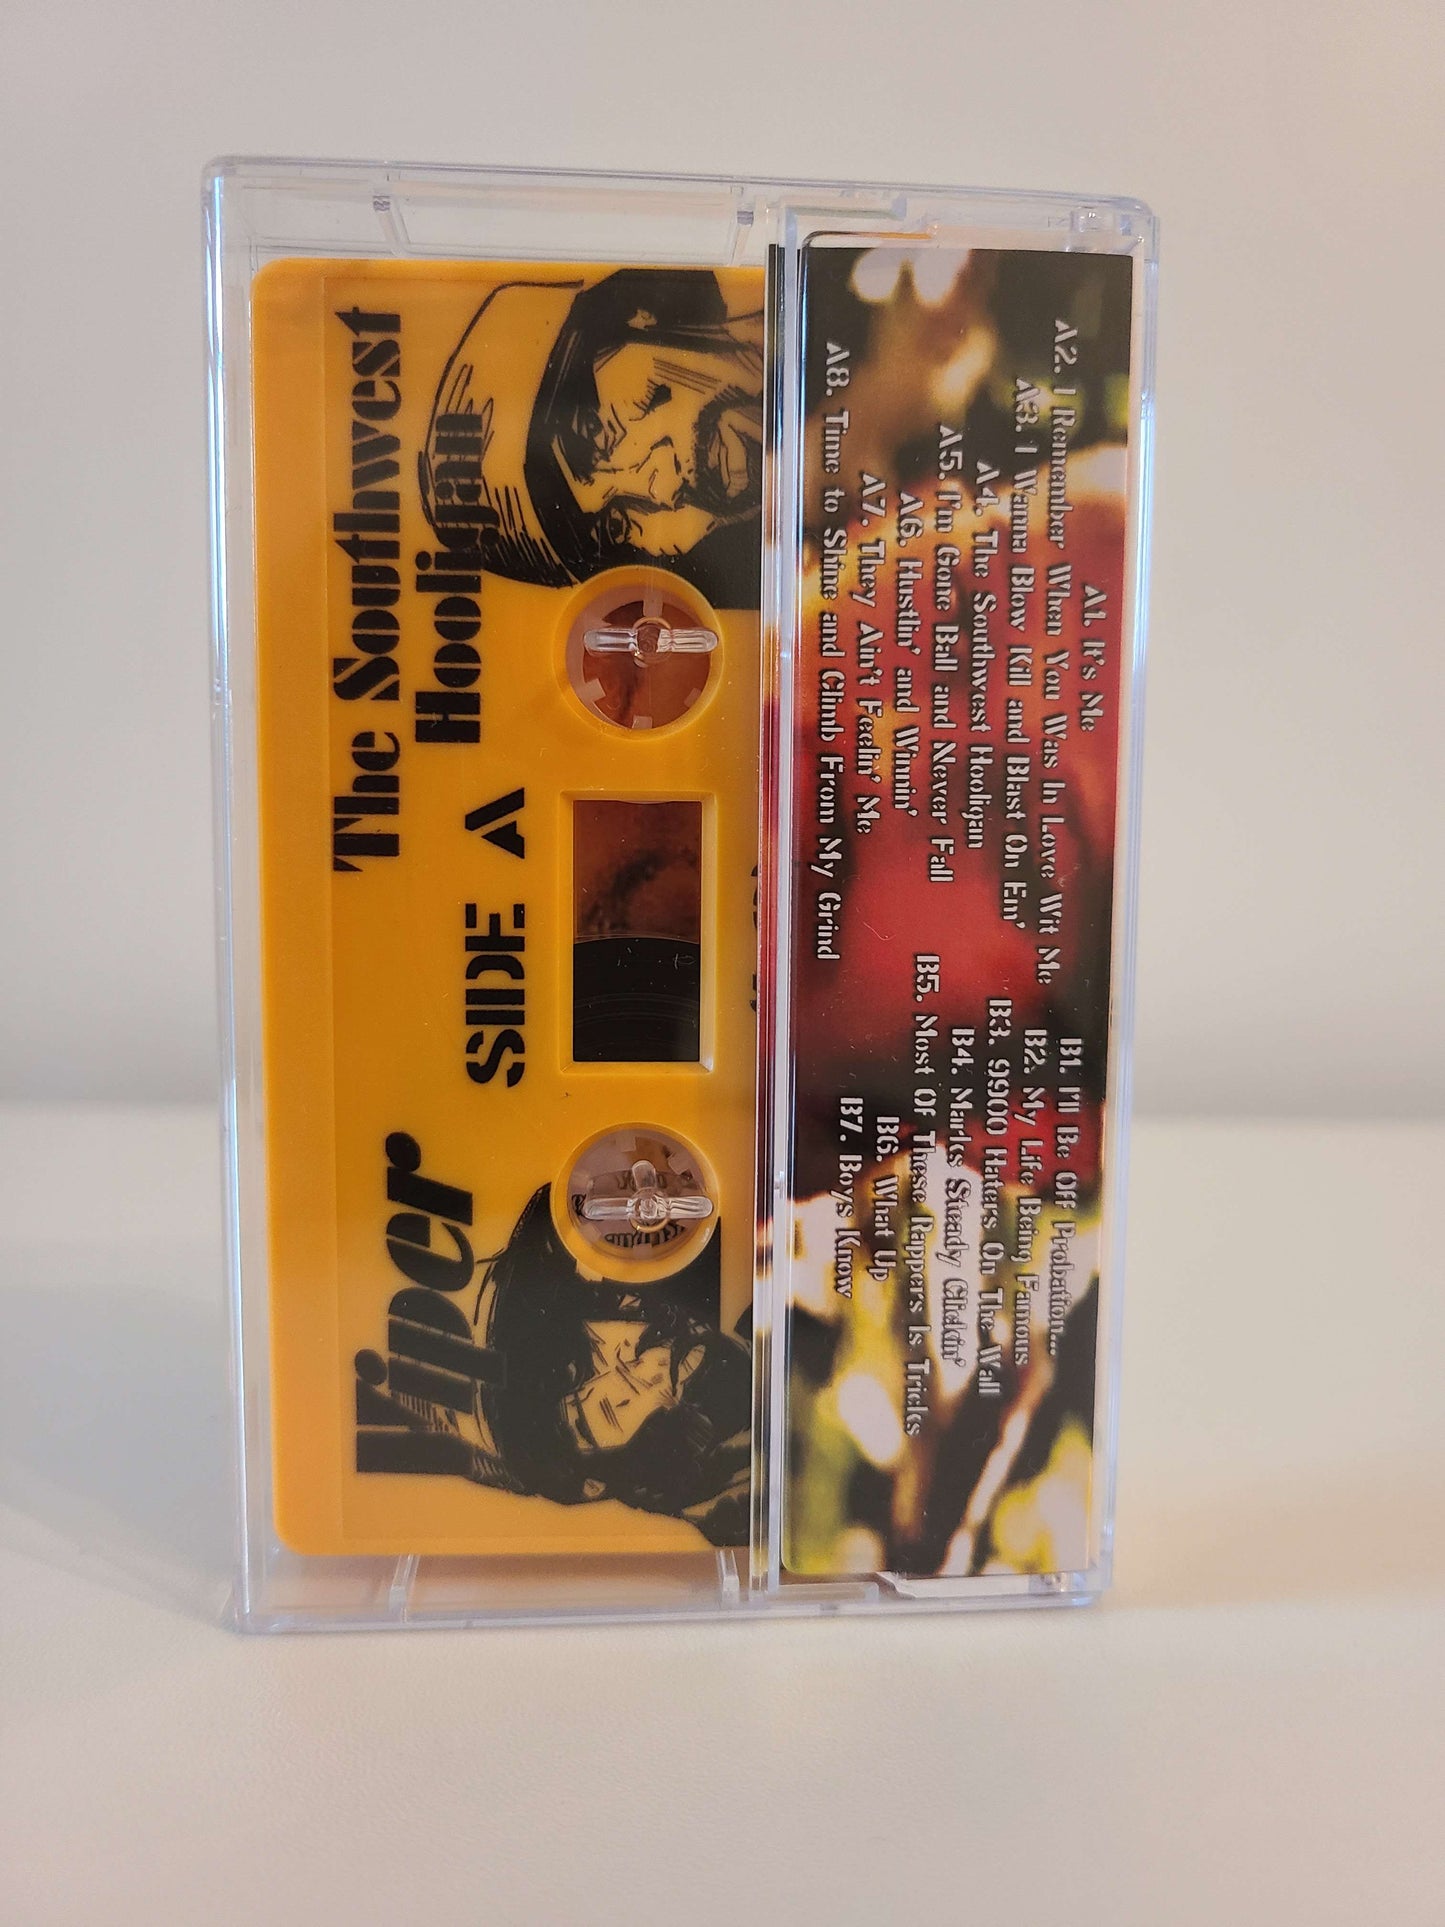 The Southwest
Hooligan
SIDE A
Viper
A1. It's Me
A2. I Remember When You Was In Love Wit Me
A3. I Wanna Blow Kill and Blast On Em'
A4. The Southwest Hooligan
A5. I'm Gone Ball and Never Fall
A6. Hustlin' and Winnin'
A7. They Ain't Feelin' Me
A8. Time to Shine and Climb From My Grind
B1. I'll Be Off Probation...
B2. My Life Being Famous
B3. 9900 Haters On The Wall
B4. Marks Steady Clickin'
B5. Most Of These Rappers Is Tricks
B6. What Up
B7. Boys Know